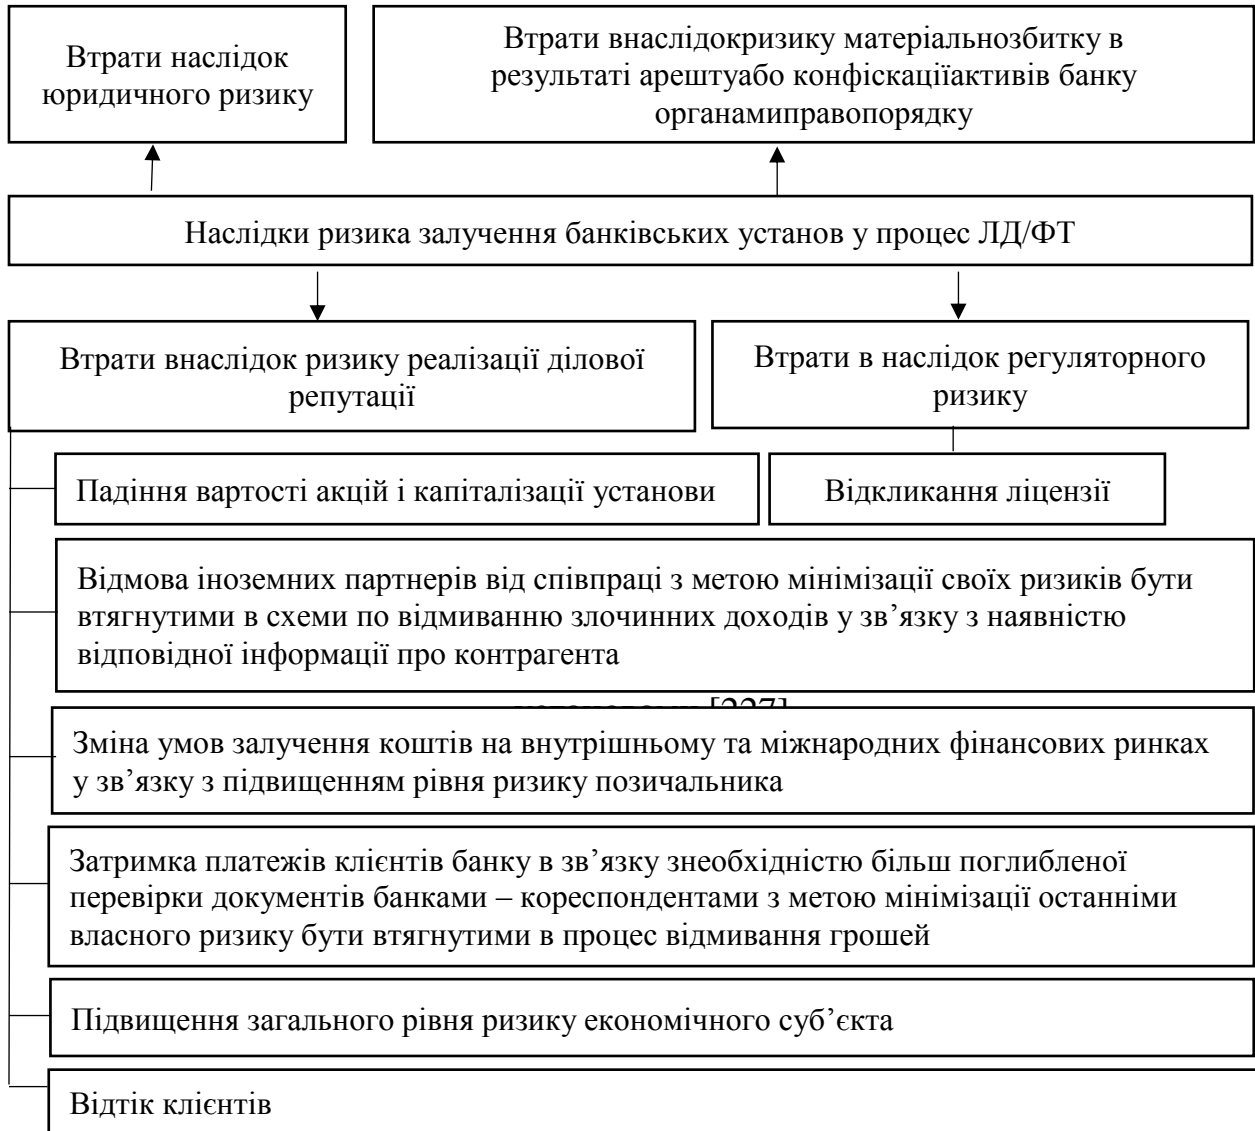 Втрати наслідок
юридичного ризику
Втрати внаслідокризику матеріальнозбитку в
результаті арештуабо конфіскаціїактивів банку
органамиправопорядку
Наслідки ризика залучення банківських установ у процес ЛД/ФТ
Втрати внаслідок ризику реалізації ділової
репутації
Втрати в наслідок регуляторного
ризику
Падіння вартості акцій і капіталізації установи
Відкликання ліцензії
Відмова іноземних партнерів від співпраці з метою мінімізації своїх ризиків бути
втягнутими в схеми по відмиванню злочинних доходів у зв’язку з наявністю
відповідної інформації про контрагента
[227]
Зміна умов залучення коштів на внутрішньому та міжнародних фінансових ринках
у зв’язку з підвищенням рівня ризику позичальника
Затримка платежів клієнтів банку в зв’язку знеобхідністю більш поглибленої
перевірки документів банками – кореспондентами з метою мінімізації останніми
власного ризику бути втягнутими в процес відмивання грошей
Підвищення загального рівня ризику економічного суб’єкта
Відтік клієнтів